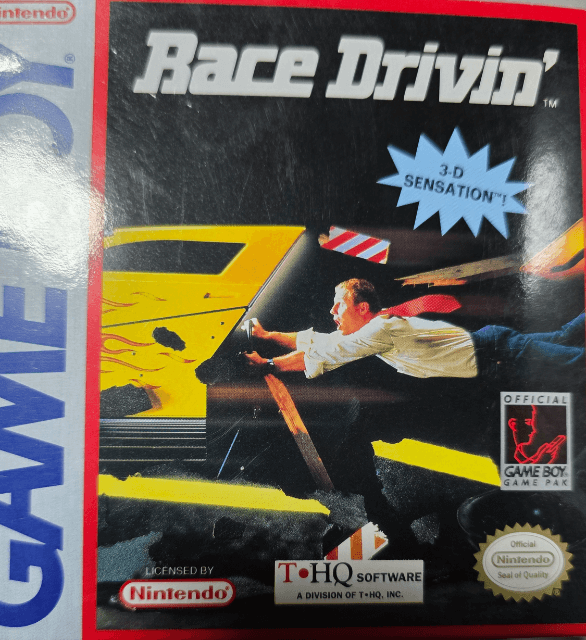 Nintendo®
GAME BOY®
Race Drivin'™
3-D
SENSATION™!
OFFICIAL
GAME BOY®
GAME PAK
LICENSED BY
Nintendo®
T•HQ SOFTWARE
A DIVISION OF T•HQ, INC.
Official
Nintendo®
Seal of Quality